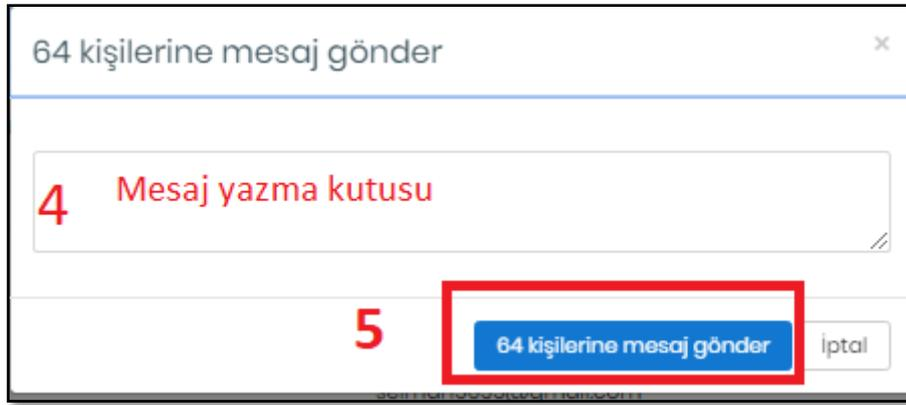 64 kişilerine mesaj gönder ×
4 Mesaj yazma kutusu
5 64 kişilerine mesaj gönder İptal